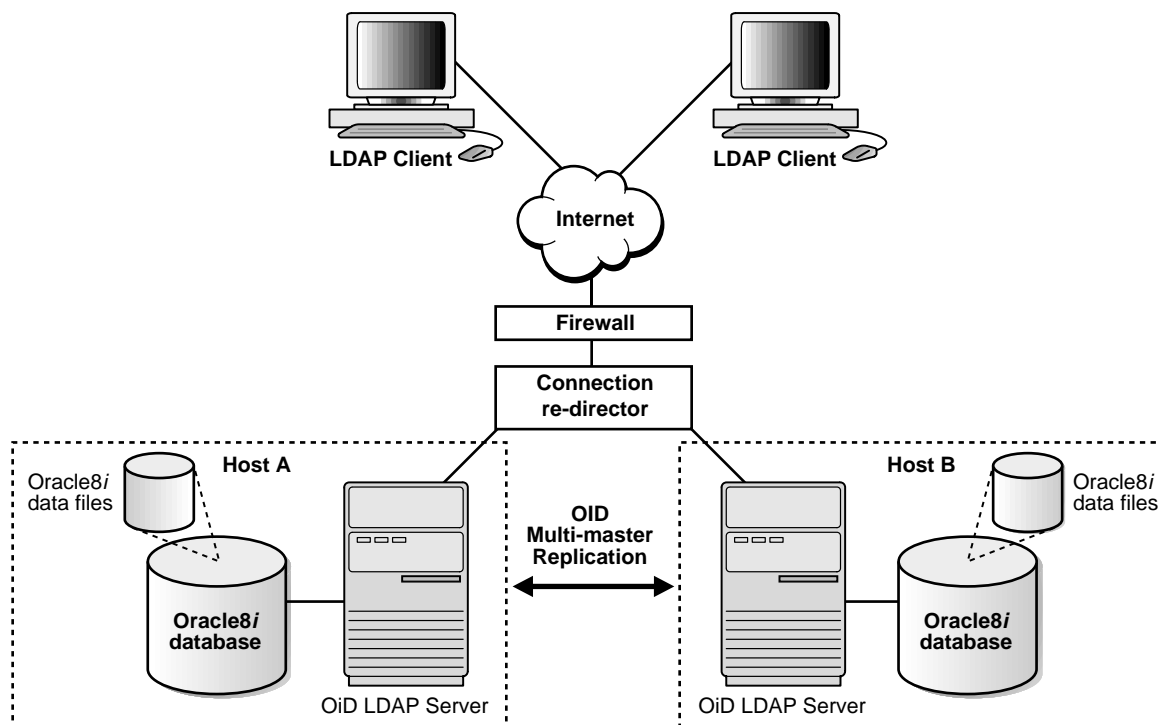 LDAP Client
LDAP Client
Internet
Firewall
Connection
re-director
Host A
Oracle8i
data files
Oracle8i
database
OiD LDAP Server
OID
Multi-master
Replication
Host B
Oracle8i
data files
Oracle8i
database
OiD LDAP Server